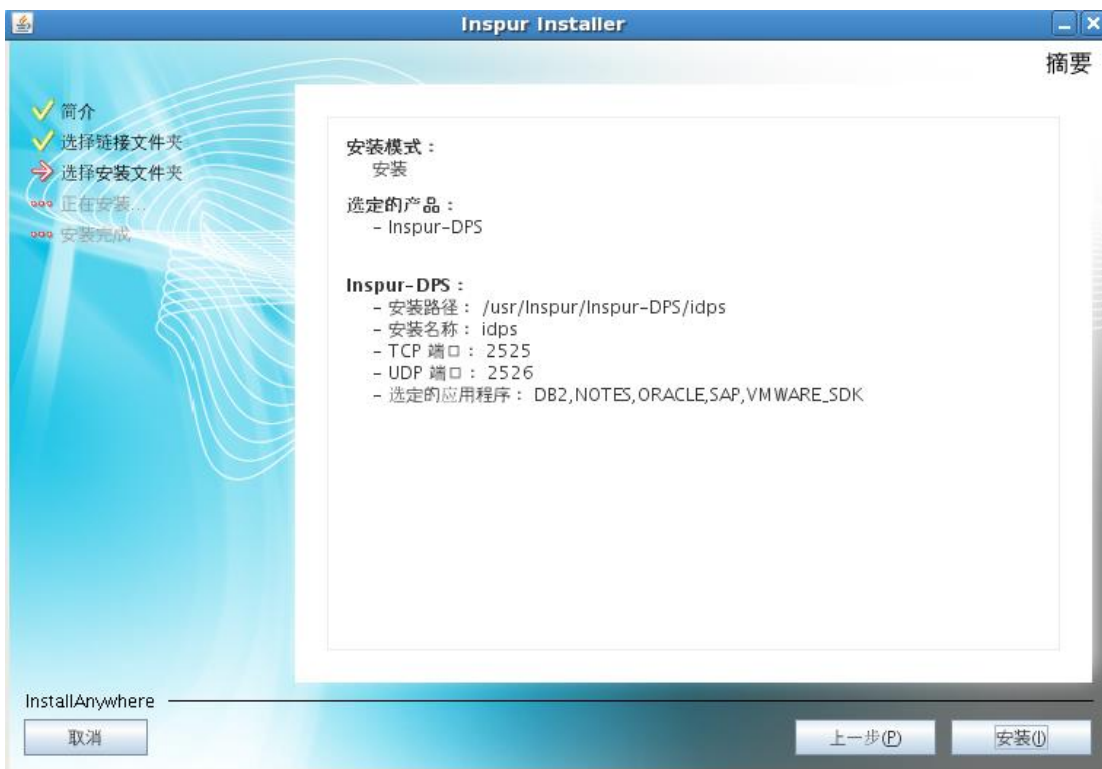 Inspur Installer
摘要
简介
选择链接文件夹
选择安装文件夹
正在安装...
安装完成
安装模式：
安装
选定的产品：
- Inspur-DPS
Inspur-DPS：
- 安装路径： /usr/Inspur/Inspur-DPS/idps
- 安装名称： idps
- TCP 端口： 2525
- UDP 端口： 2526
- 选定的应用程序： DB2,NOTES,ORACLE,SAP,VMWARE_SDK
InstallAnywhere
取消
上一步(P)
安装(I)